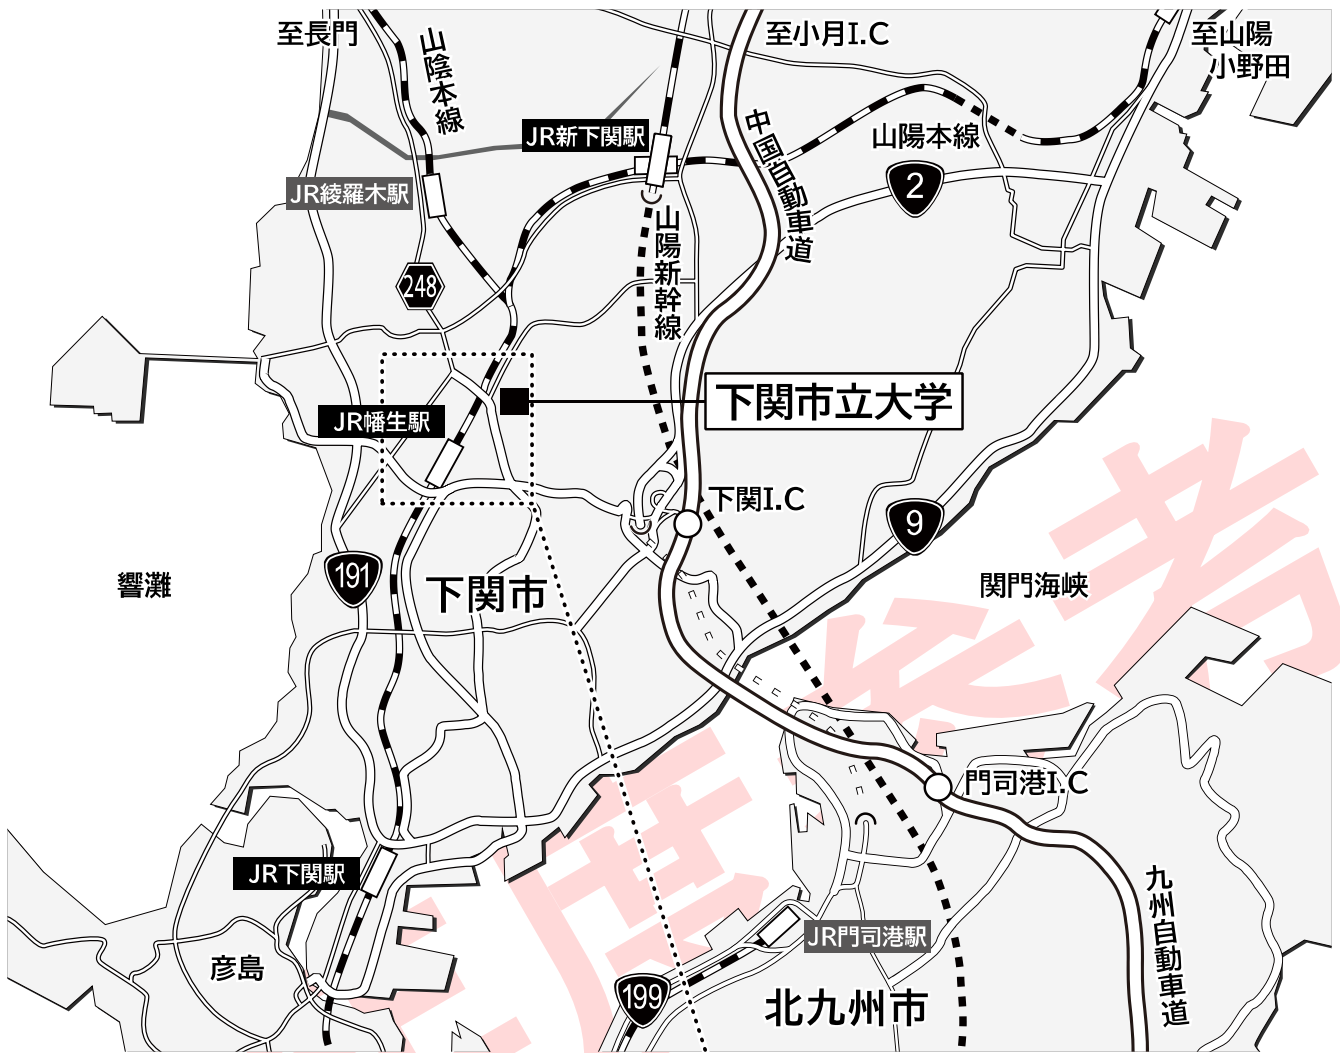 至長門
山陰本線
至小月I.C
至山陽
小野田
JR新下関駅
中国自動車道
山陽本線
2
JR綾羅木駅
山陽新幹線
248
下関市立大学
JR幡生駅
下関I.C
9
191
響灘
下関市
関門海峡
参考
度
門司港I.C
JR下関駅
九州自動車道
JR門司港駅
彦島
199
北九州市